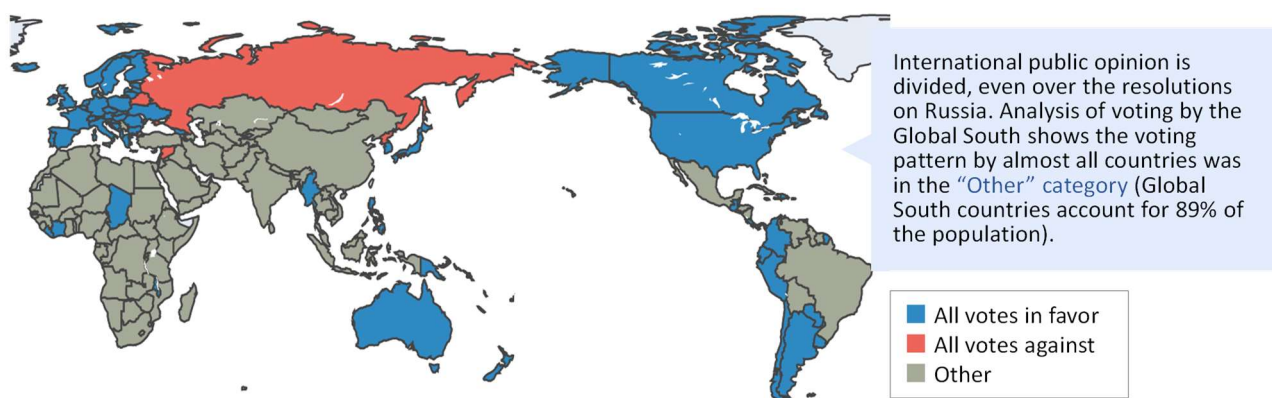 International public opinion is
divided, even over the resolutions
on Russia. Analysis of voting by the
Global South shows the voting
pattern by almost all countries was
in the “Other” category (Global
South countries account for 89% of
the population).
All votes in favor
All votes against
Other